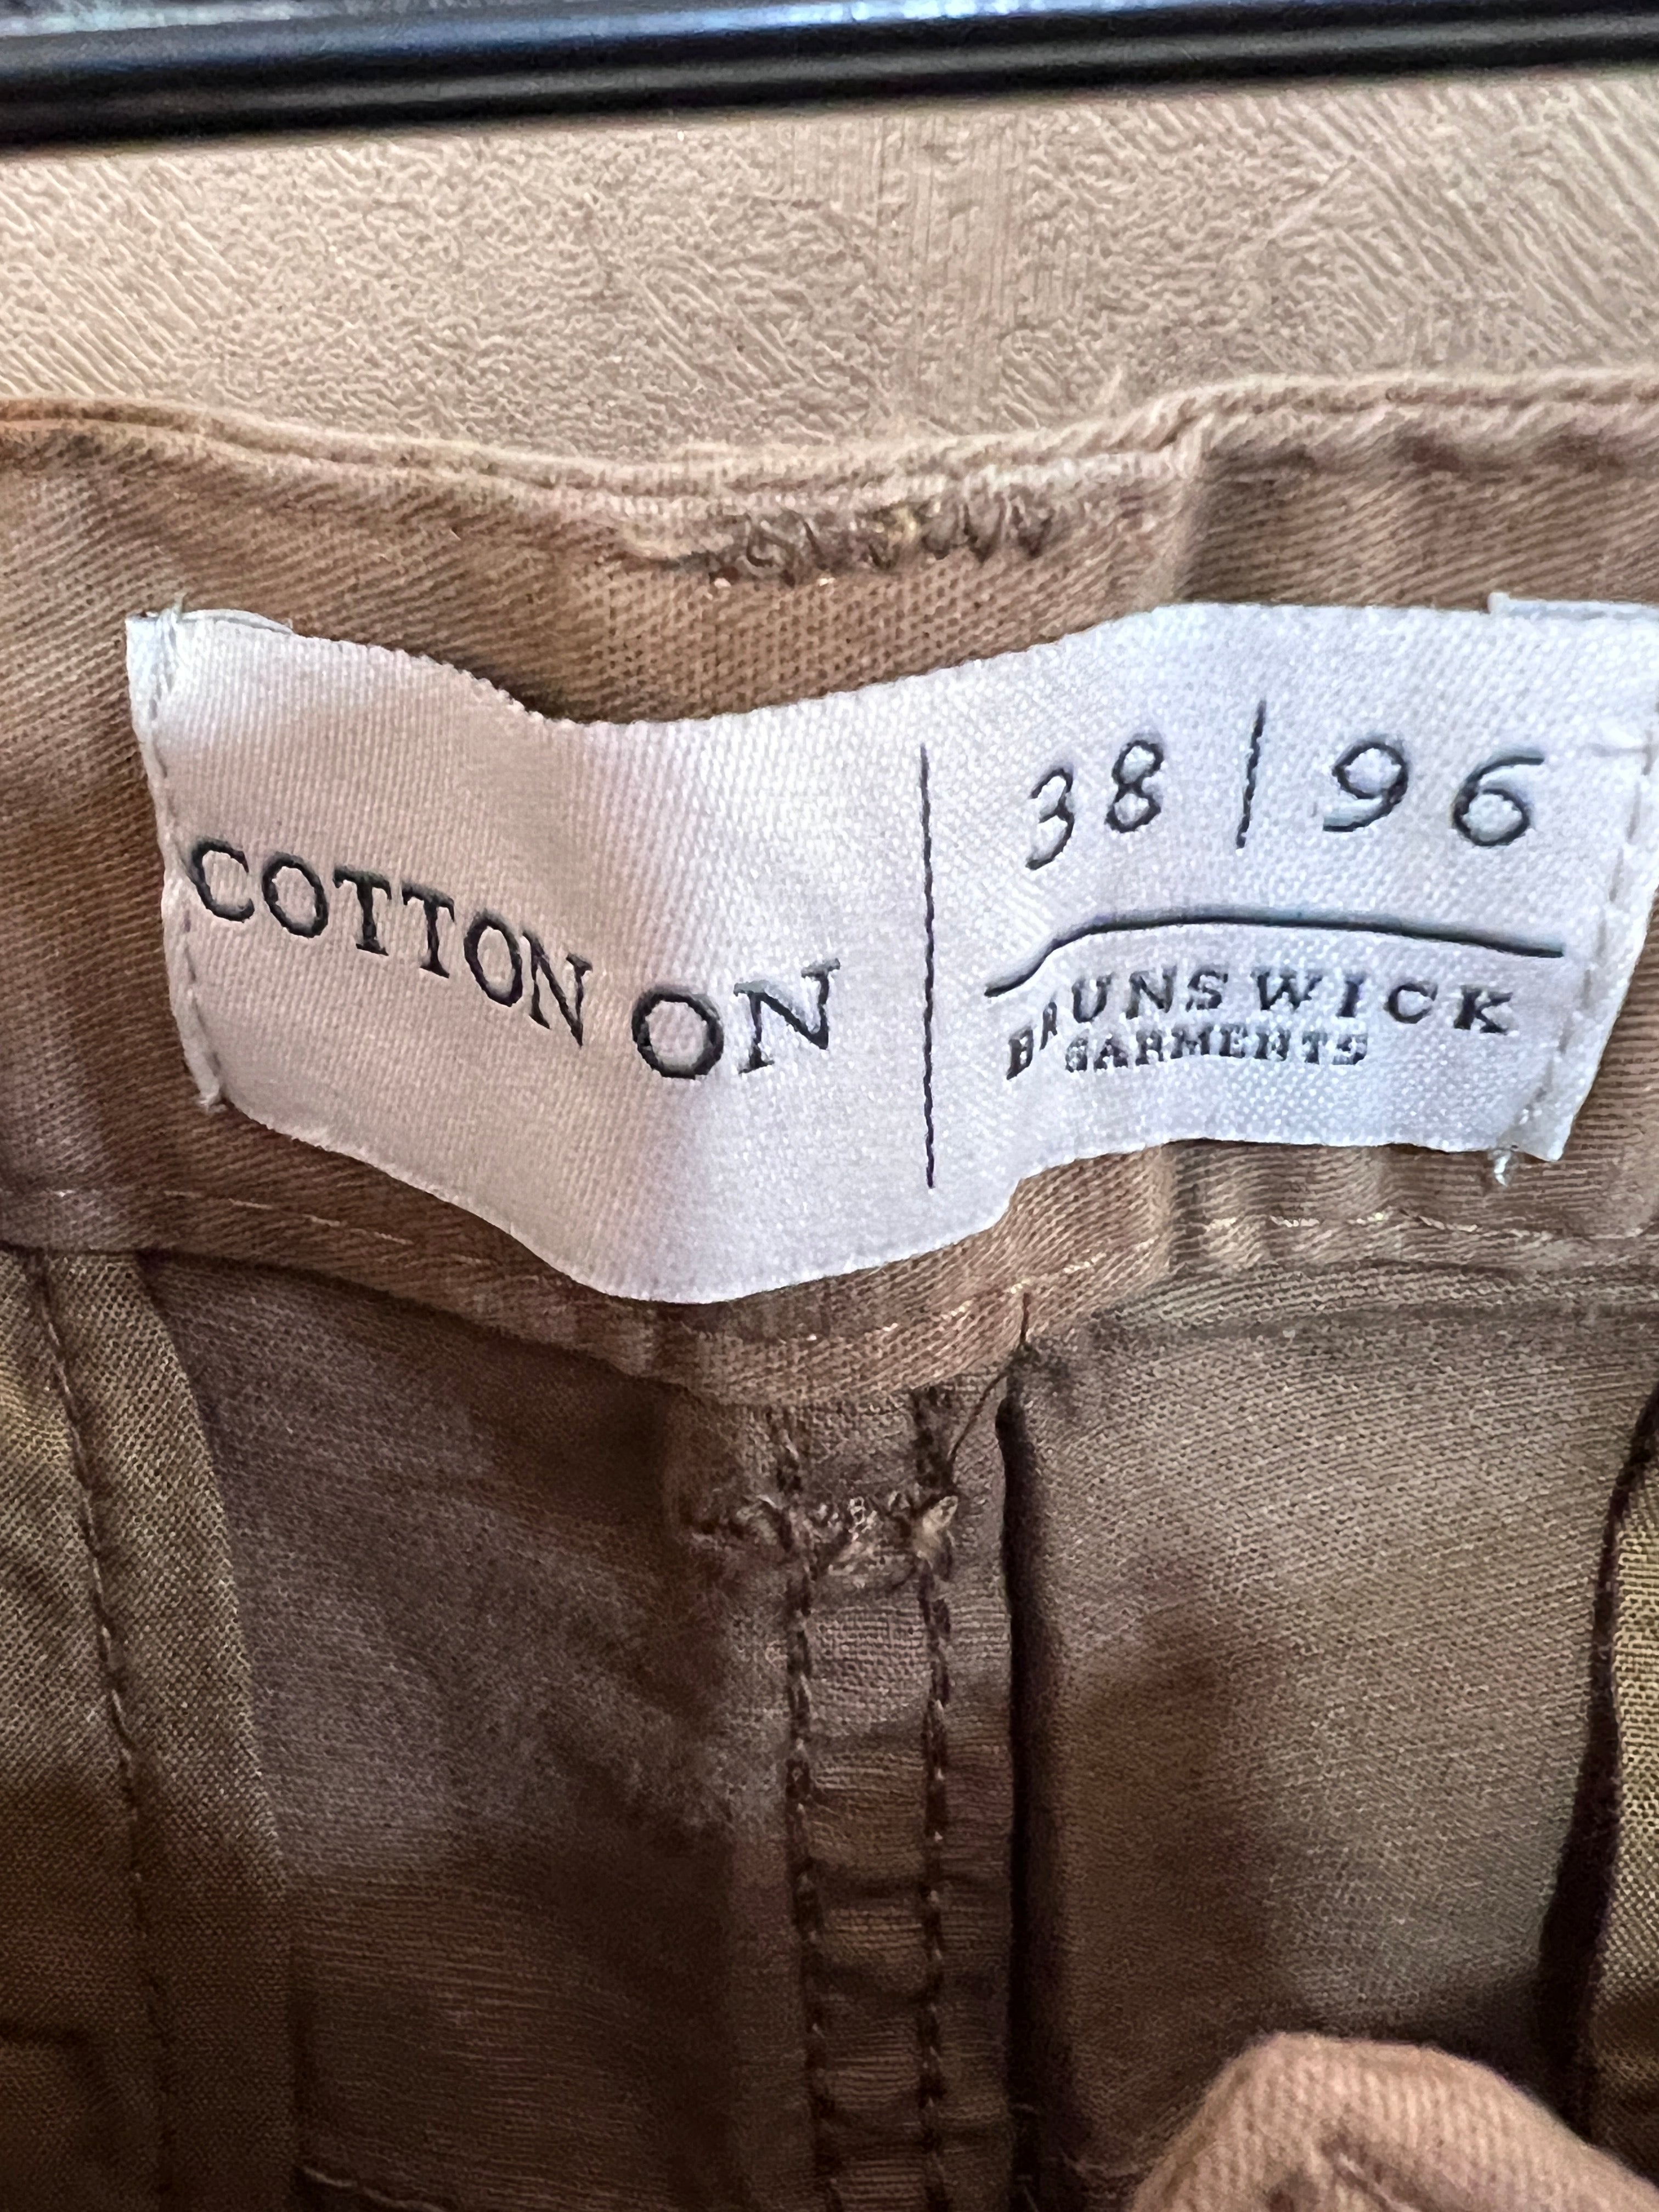 COTTON ON
38 | 96
BRUNSWICK
GARMENTS